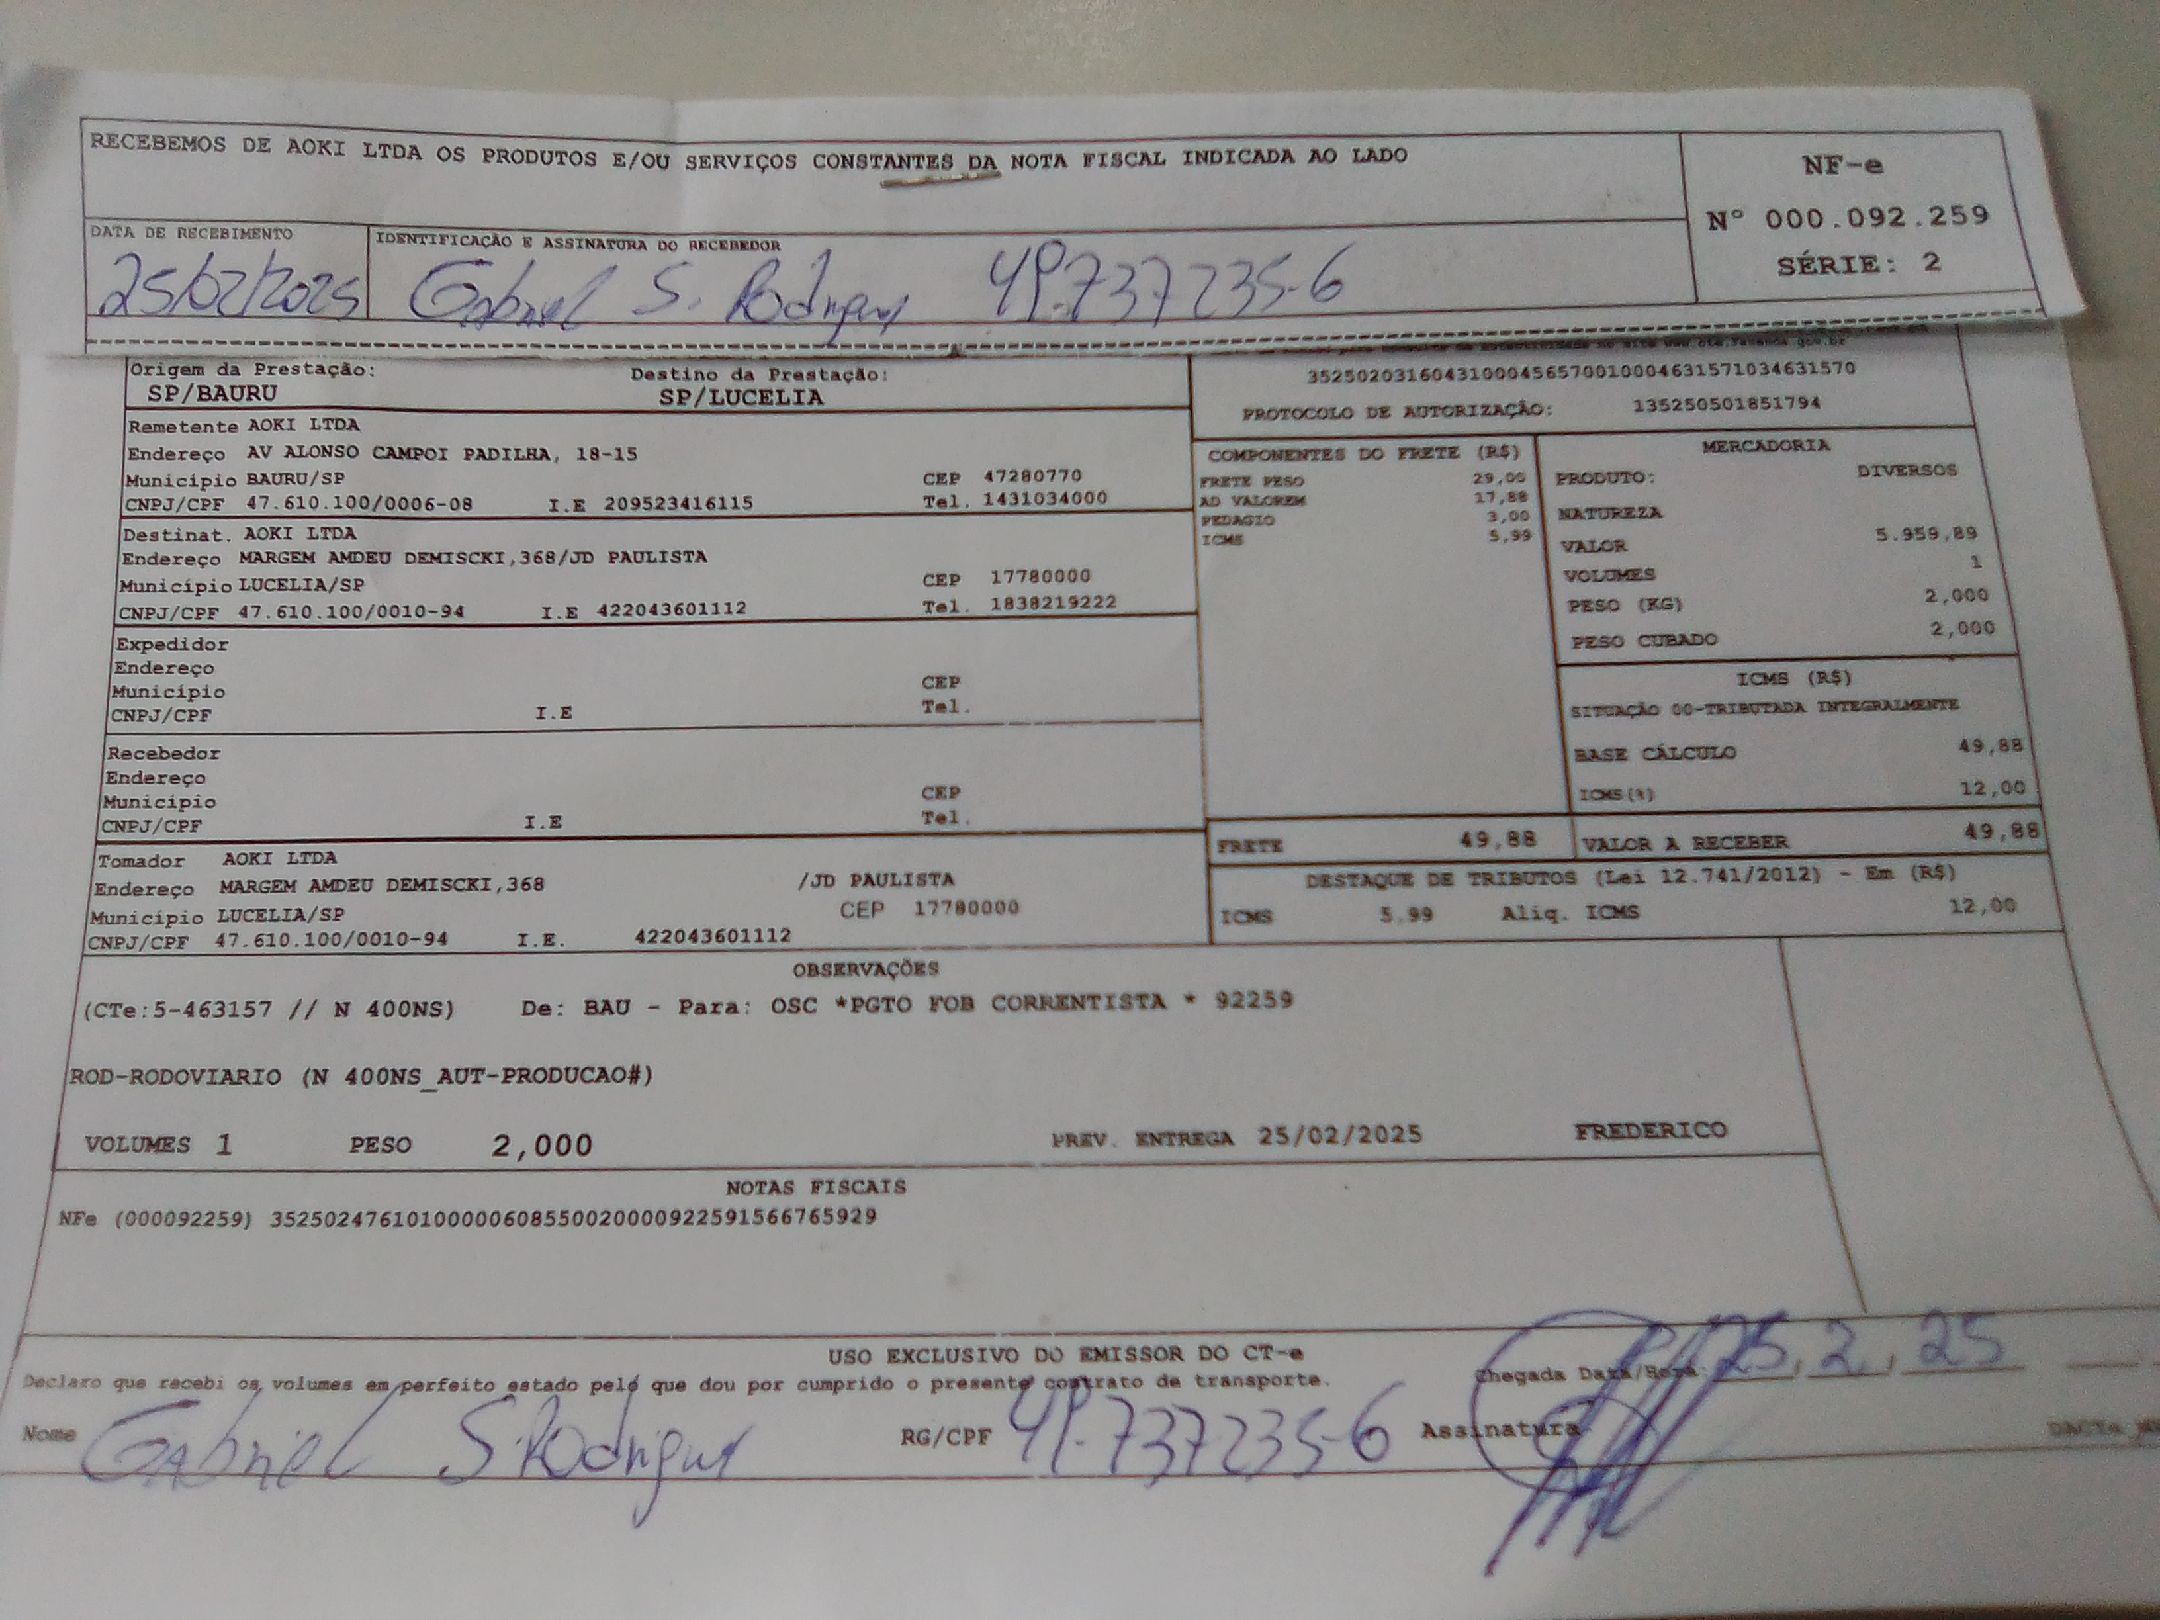 RECEBEMOS DE AOKI LTDA OS PRODUTOS E/OU SERVIÇOS CONSTANTES DA NOTA FISCAL INDICADA AO LADO
NF-e
Nº 000.092.259
SÉRIE: 2
DATA DE RECEBIMENTO
25/02/2025
IDENTIFICAÇÃO E ASSINATURA DO RECEBEDOR
Gabriel S. Rodrigues 49.737235-6
Origem da Prestação: Destino da Prestação:
SP/BAURU SP/LUCELIA
35250203160431000456570010004631571034631570
PROTOCOLO DE AUTORIZAÇÃO: 135250501851794
Remetente AOKI LTDA
Endereço AV ALONSO CAMPOI PADILHA, 18-15
Município BAURU/SP CEP 47280770
CNPJ/CPF 47.610.100/0006-08 I.E 209523416115 Tel. 1431034000
Destinat. AOKI LTDA
Endereço MARGEM AMDEU DEMISCKI,368/JD PAULISTA
Município LUCELIA/SP CEP 17780000
CNPJ/CPF 47.610.100/0010-94 I.E 422043601112 Tel. 1838219222
Expedidor
Endereço
Município CEP
CNPJ/CPF I.E Tel.
Recebedor
Endereço
Município CEP
CNPJ/CPF I.E Tel.
Tomador AOKI LTDA
Endereço MARGEM AMDEU DEMISCKI,368 /JD PAULISTA
Município LUCELIA/SP CEP 17780000
CNPJ/CPF 47.610.100/0010-94 I.E. 422043601112
COMPONENTES DO FRETE (R$)
FRETE PESO 29,00
AD VALOREM 17,88
PEDAGIO 3,00
ICMS 5,99
MERCADORIA
PRODUTO: DIVERSOS
NATUREZA
VALOR 5.959,89
VOLUMES 1
PESO (KG) 2,000
PESO CUBADO 2,000
ICMS (R$)
SITUAÇÃO 00-TRIBUTADA INTEGRALMENTE
BASE CÁLCULO 49,88
ICMS(%) 12,00
FRETE 49,88 VALOR A RECEBER 49,88
DESTAQUE DE TRIBUTOS (Lei 12.741/2012) - Em (R$)
ICMS 5.99 Aliq. ICMS 12,00
OBSERVAÇÕES
(CTe:5-463157 // N 400NS) De: BAU - Para: OSC *PGTO FOB CORRENTISTA * 92259
ROD-RODOVIARIO (N 400NS_AUT-PRODUCAO#)
VOLUMES 1 PESO 2,000 PREV. ENTREGA 25/02/2025 FREDERICO
NOTAS FISCAIS
NFe (000092259) 35250247610100000608550020000922591566765929
USO EXCLUSIVO DO EMISSOR DO CT-e
Declaro que recebi os volumes em perfeito estado pelo que dou por cumprido o presente contrato de transporte. Chegada Data/Hora: 25, 2, 25
Nome Gabriel S. Rodrigues RG/CPF 49.737235-6 Assinatura